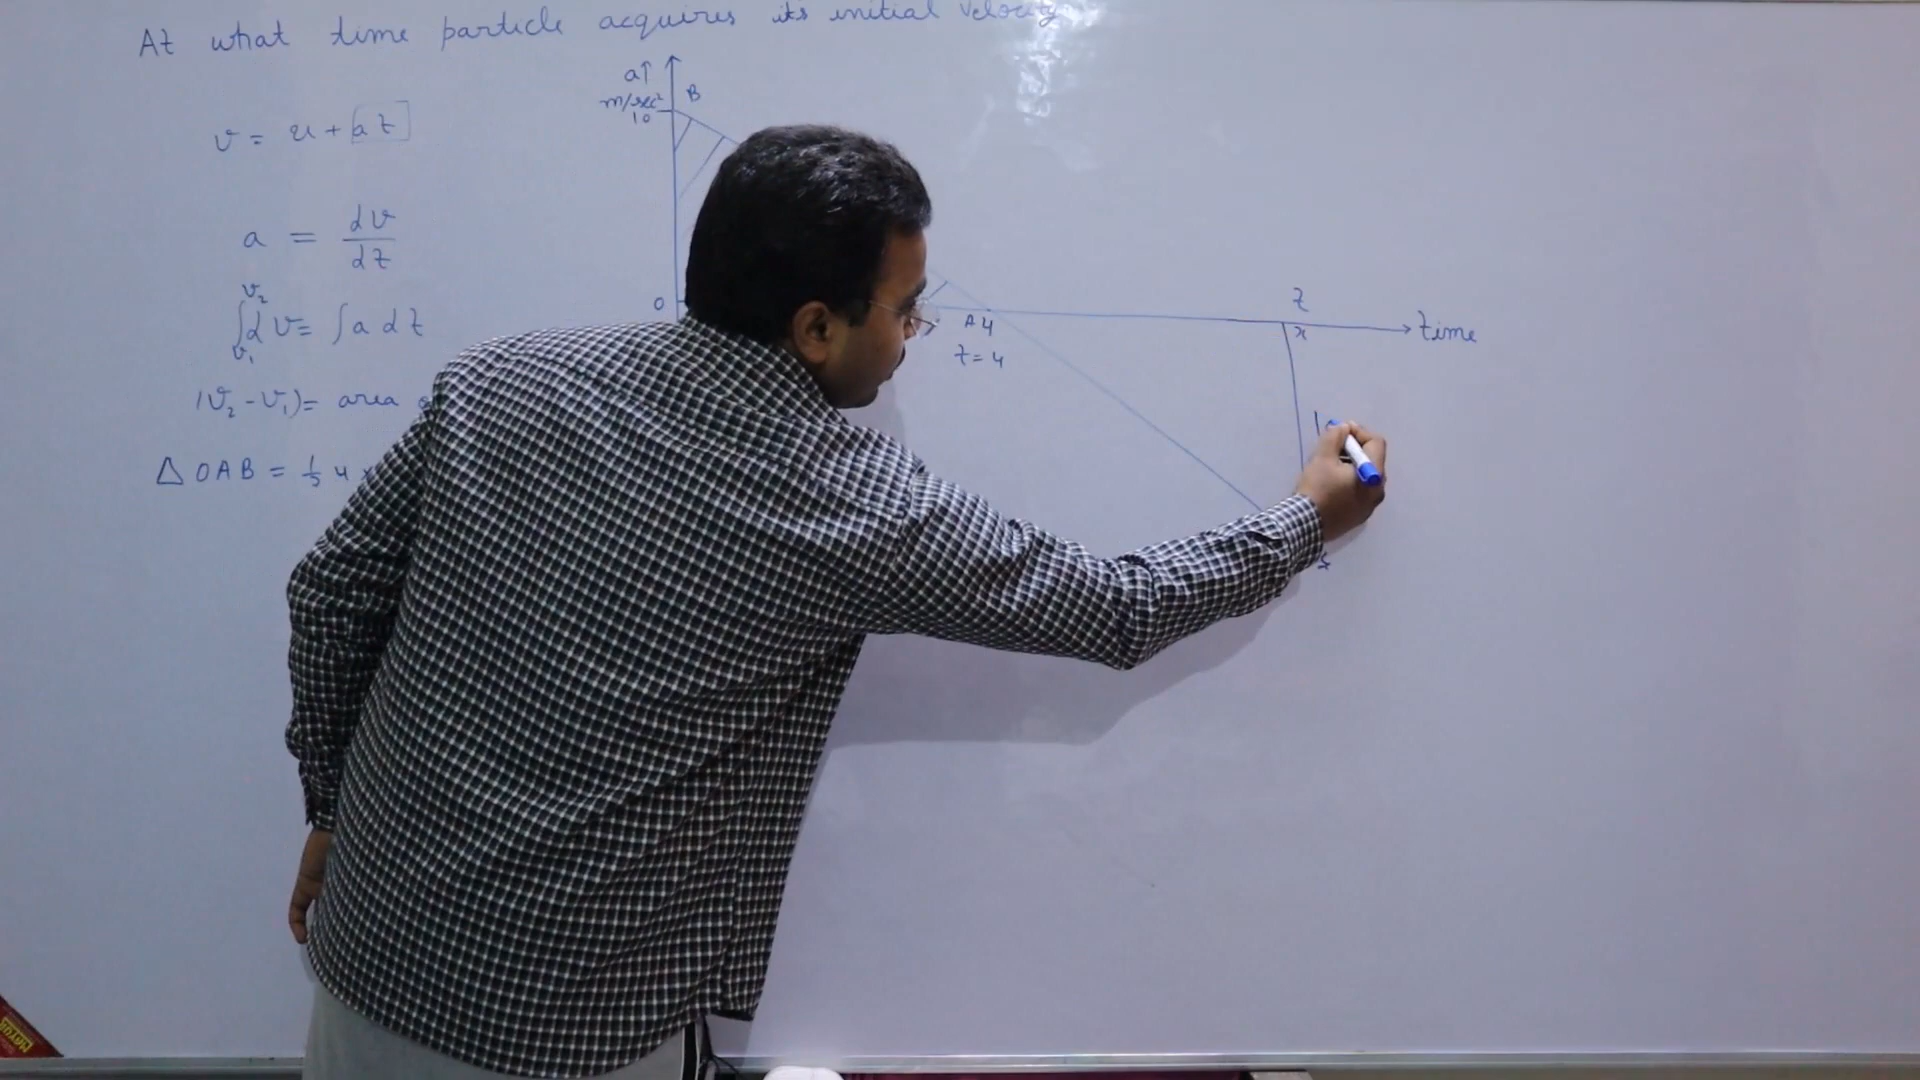 At what time particle acquires its initial velocity
v = u + at
a = dv/dt
∫dv = ∫a dt
v₂
v₁
(v₂ - v₁) = area
△ OAB = ½ 4 ×
a↑
m/sec²
10
B
0
A 4
t = 4
t
x
time